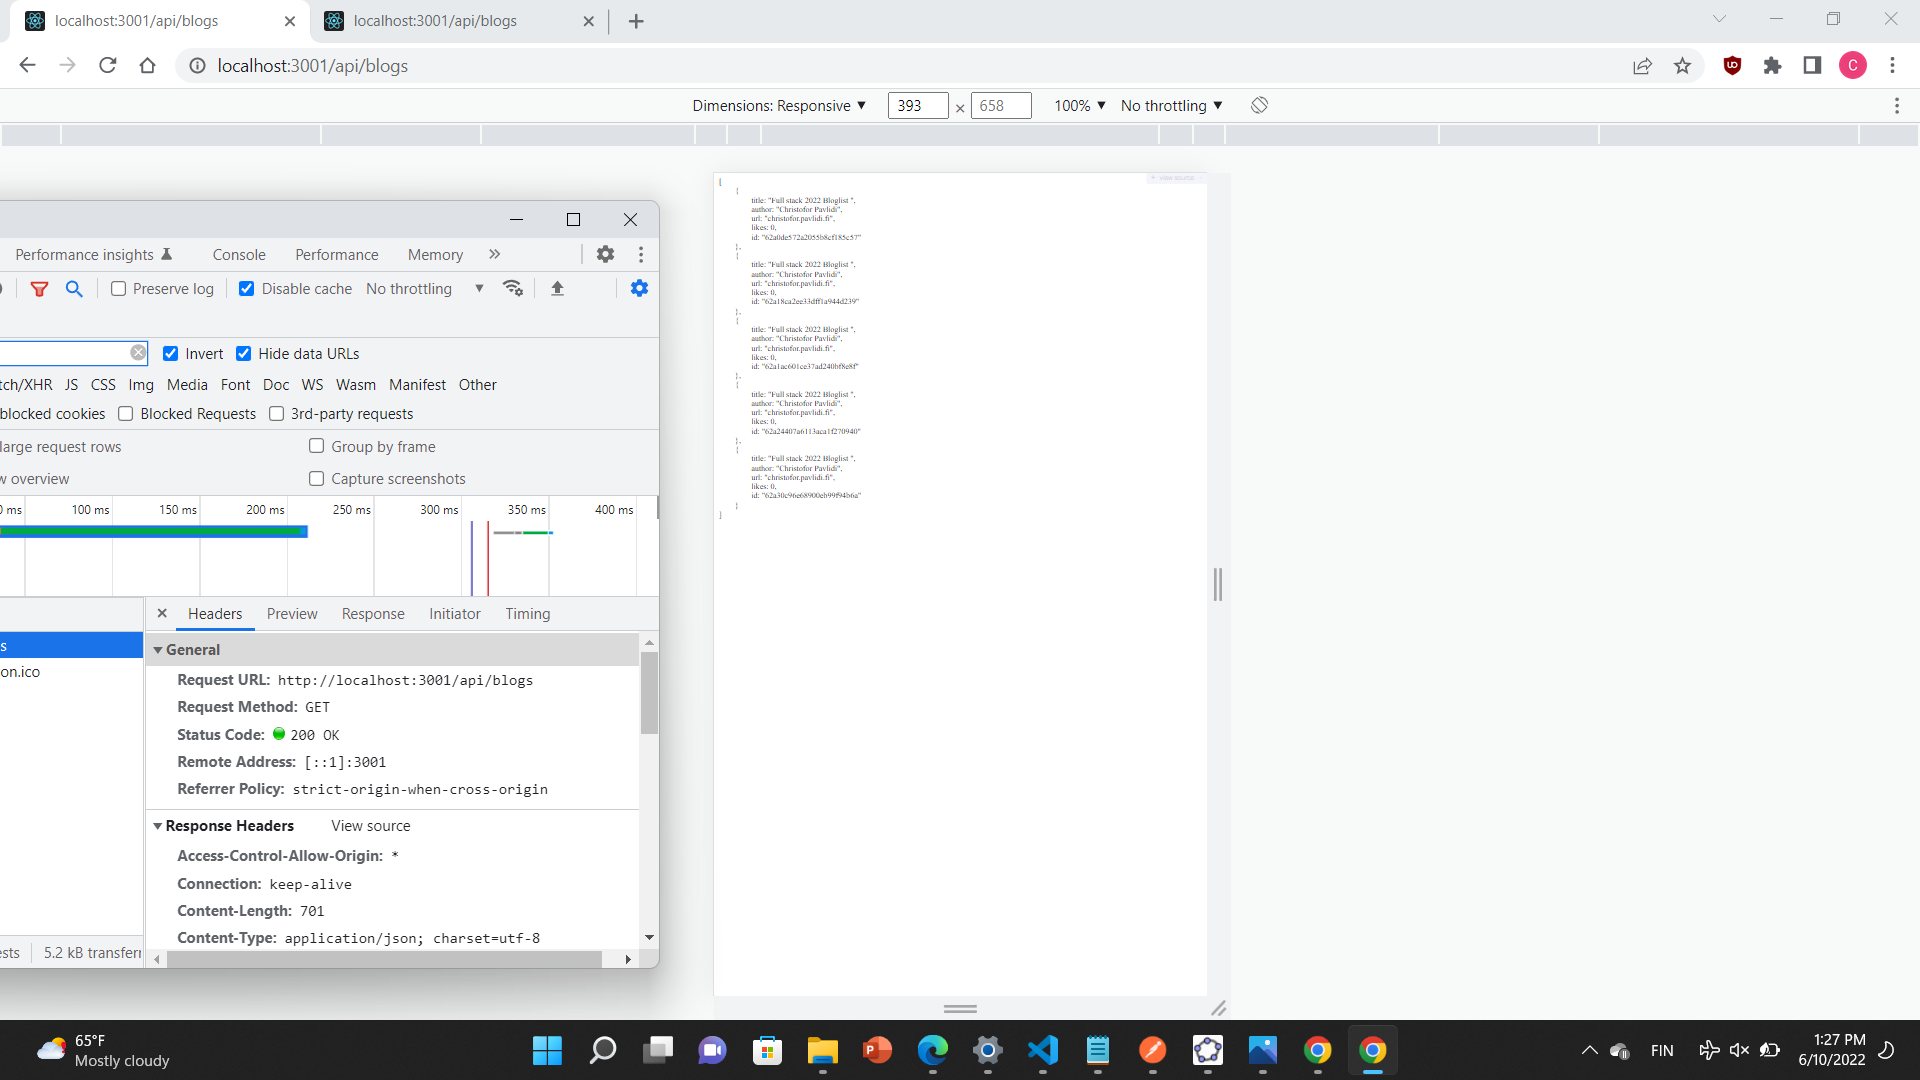 localhost:3001/api/blogs
localhost:3001/api/blogs
localhost:3001/api/blogs
C
Dimensions: Responsive ▼ 393 × 658 100% ▼ No throttling ▼
view source
[
{
title: "Full stack 2022 Bloglist ",
author: "Christofor Pavlidi",
url: "christofor.pavlidi.fi",
likes: 0,
id: "62a0de572a2055b8cf185c57"
},
{
title: "Full stack 2022 Bloglist ",
author: "Christofor Pavlidi",
url: "christofor.pavlidi.fi",
likes: 0,
id: "62a18ca2ee33dff1a944d239"
},
{
title: "Full stack 2022 Bloglist ",
author: "Christofor Pavlidi",
url: "christofor.pavlidi.fi",
likes: 0,
id: "62a1ac601ce37ad240bf8e8f"
},
{
title: "Full stack 2022 Bloglist ",
author: "Christofor Pavlidi",
url: "christofor.pavlidi.fi",
likes: 0,
id: "62a24407a6113aca1f270940"
},
{
title: "Full stack 2022 Bloglist ",
author: "Christofor Pavlidi",
url: "christofor.pavlidi.fi",
likes: 0,
id: "62a30c96e68900eb99f94b6a"
}
]
Performance insights Console Performance Memory »
Preserve log Disable cache No throttling ▼
Invert Hide data URLs
tch/XHR JS CSS Img Media Font Doc WS Wasm Manifest Other
blocked cookies Blocked Requests 3rd-party requests
large request rows Group by frame
w overview Capture screenshots
0 ms 100 ms 150 ms 200 ms 250 ms 300 ms 350 ms 400 ms
s
on.ico
Headers Preview Response Initiator Timing
General
Request URL: http://localhost:3001/api/blogs
Request Method: GET
Status Code: 200 OK
Remote Address: [::1]:3001
Referrer Policy: strict-origin-when-cross-origin
Response Headers View source
Access-Control-Allow-Origin: *
Connection: keep-alive
Content-Length: 701
Content-Type: application/json; charset=utf-8
ests 5.2 kB transferr
65°F
Mostly cloudy
FIN
1:27 PM
6/10/2022